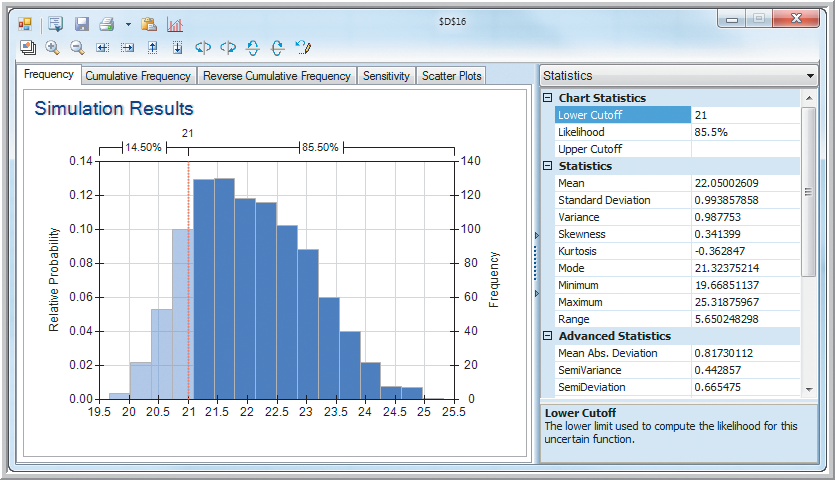 $D$16
Frequency Cumulative Frequency Reverse Cumulative Frequency Sensitivity Scatter Plots
Simulation Results
21
14.50% 85.50%
0.14 140
0.12 120
0.10 100
0.08 80
0.06 60
0.04 40
0.02 20
0.00 0
Relative Probability
Frequency
19.5 20 20.5 21 21.5 22 22.5 23 23.5 24 24.5 25 25.5
Statistics
Chart Statistics
Lower Cutoff 21
Likelihood 85.5%
Upper Cutoff
Statistics
Mean 22.05002609
Standard Deviation 0.993857858
Variance 0.987753
Skewness 0.341399
Kurtosis -0.362847
Mode 21.32375214
Minimum 19.66851137
Maximum 25.31875967
Range 5.650248298
Advanced Statistics
Mean Abs. Deviation 0.81730112
SemiVariance 0.442857
SemiDeviation 0.665475
Lower Cutoff
The lower limit used to compute the likelihood for this
uncertain function.